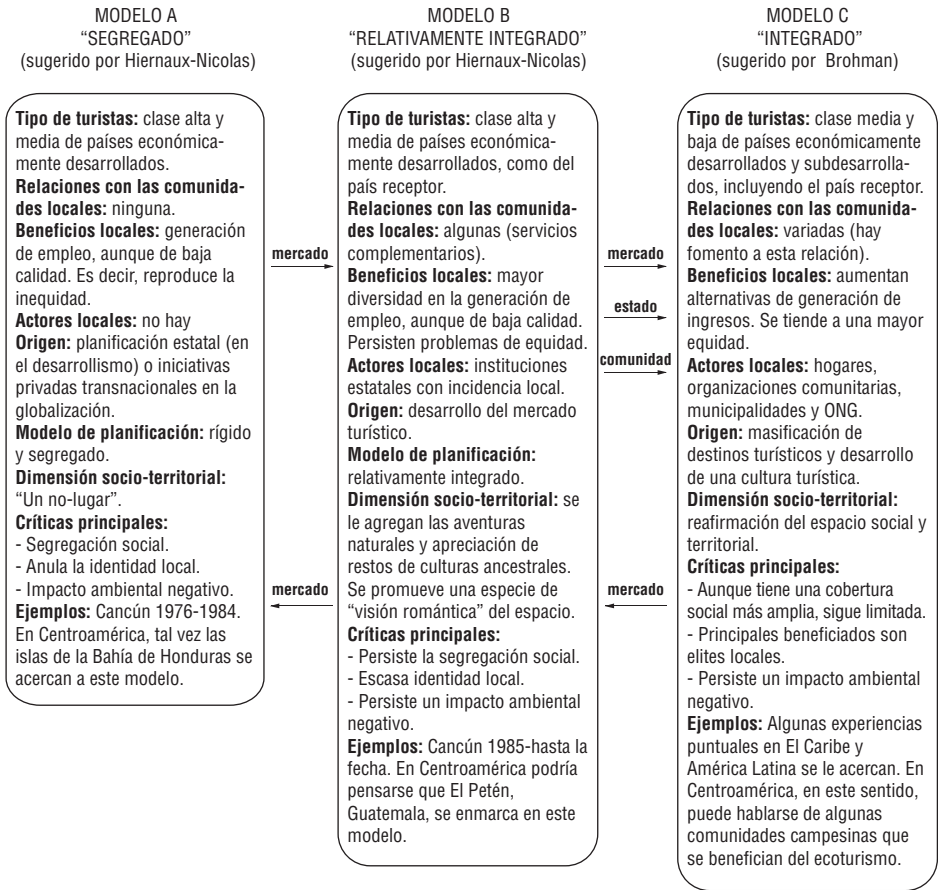 MODELO A
“SEGREGADO”
(sugerido por Hiernaux-Nicolas)
Tipo de turistas: clase alta y
media de países económica-
mente desarrollados.
Relaciones con las comunida-
des locales: ninguna.
Beneficios locales: generación
de empleo, aunque de baja
calidad. Es decir, reproduce la
inequidad.
Actores locales: no hay
Origen: planificación estatal (en
el desarrollismo) o iniciativas
privadas transnacionales en la
globalización.
Modelo de planificación: rígido
y segregado.
Dimensión socio-territorial:
“Un no-lugar”.
Críticas principales:
- Segregación social.
- Anula la identidad local.
- Impacto ambiental negativo.
Ejemplos: Cancún 1976-1984.
En Centroamérica, tal vez las
islas de la Bahía de Honduras se
acercan a este modelo.
mercado
mercado
MODELO B
“RELATIVAMENTE INTEGRADO”
(sugerido por Hiernaux-Nicolas)
Tipo de turistas: clase alta y
media de países económica-
mente desarrollados, como del
país receptor.
Relaciones con las comunida-
des locales: algunas (servicios
complementarios).
Beneficios locales: mayor
diversidad en la generación de
empleo, aunque de baja calidad.
Persisten problemas de equidad.
Actores locales: instituciones
estatales con incidencia local.
Origen: desarrollo del mercado
turístico.
Modelo de planificación:
relativamente integrado.
Dimensión socio-territorial: se
le agregan las aventuras
naturales y apreciación de
restos de culturas ancestrales.
Se promueve una especie de
“visión romántica” del espacio.
Críticas principales:
- Persiste la segregación social.
- Escasa identidad local.
- Persiste un impacto ambiental
negativo.
Ejemplos: Cancún 1985-hasta la
fecha. En Centroamérica podría
pensarse que El Petén,
Guatemala, se enmarca en este
modelo.
mercado
estado
comunidad
mercado
MODELO C
“INTEGRADO”
(sugerido por Brohman)
Tipo de turistas: clase media y
baja de países económicamente
desarrollados y subdesarrolla-
dos, incluyendo el país receptor.
Relaciones con las comunida-
des locales: variadas (hay
fomento a esta relación).
Beneficios locales: aumentan
alternativas de generación de
ingresos. Se tiende a una mayor
equidad.
Actores locales: hogares,
organizaciones comunitarias,
municipalidades y ONG.
Origen: masificación de
destinos turísticos y desarrollo
de una cultura turística.
Dimensión socio-territorial:
reafirmación del espacio social y
territorial.
Críticas principales:
- Aunque tiene una cobertura
social más amplia, sigue limitada.
- Principales beneficiados son
elites locales.
- Persiste un impacto ambiental
negativo.
Ejemplos: Algunas experiencias
puntuales en El Caribe y
América Latina se le acercan. En
Centroamérica, en este sentido,
puede hablarse de algunas
comunidades campesinas que
se benefician del ecoturismo.